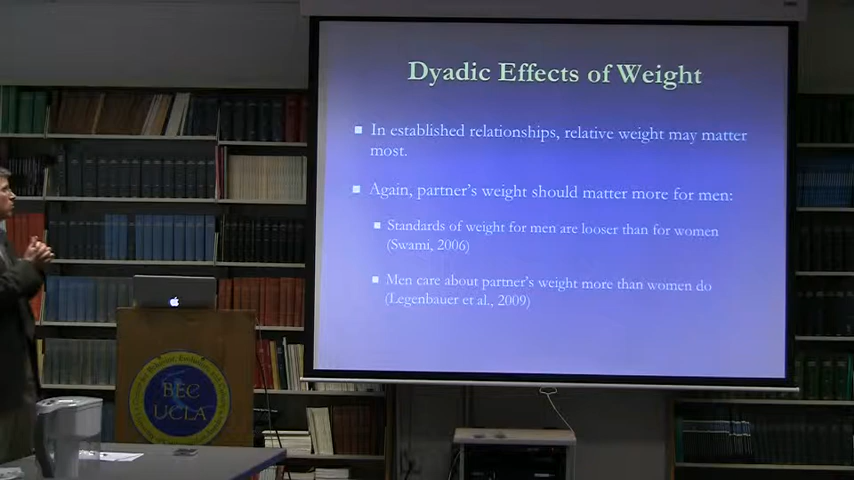 Dyadic Effects of Weight
In established relationships, relative weight may matter
most.
Again, partner's weight should matter more for men:
Standards of weight for men are looser than for women
(Swami, 2006)
Men care about partner's weight more than women do
(Legenbauer et al., 2009)
BEC
UCLA